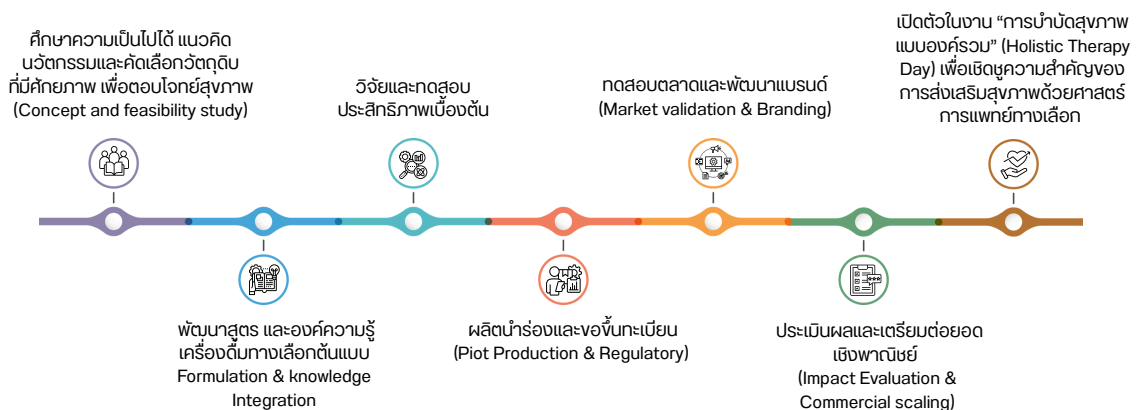 ศึกษาความเป็นไปได้ แนวคิด
นวัตกรรมและคัดเลือกวัตถุดิบ
ที่มีศักยภาพ เพื่อตอบโจทย์สุขภาพ
(Concept and feasibility study)
พัฒนาสูตร และองค์ความรู้
เครื่องดื่มทางเลือกต้นแบบ
Formulation & knowledge
Integration
วิจัยและทดสอบ
ประสิทธิภาพเบื้องต้น
ผลิตนำร่องและขอขึ้นทะเบียน
(Piot Production & Regulatory)
ทดสอบตลาดและพัฒนาแบรนด์
(Market validation & Branding)
ประเมินผลและเตรียมต่อยอด
เชิงพาณิชย์
(Impact Evaluation &
Commercial scaling)
เปิดตัวในงาน “การบำบัดสุขภาพ
แบบองค์รวม” (Holistic Therapy
Day) เพื่อเชิดชูความสำคัญของ
การส่งเสริมสุขภาพด้วยศาสตร์
การแพทย์ทางเลือก